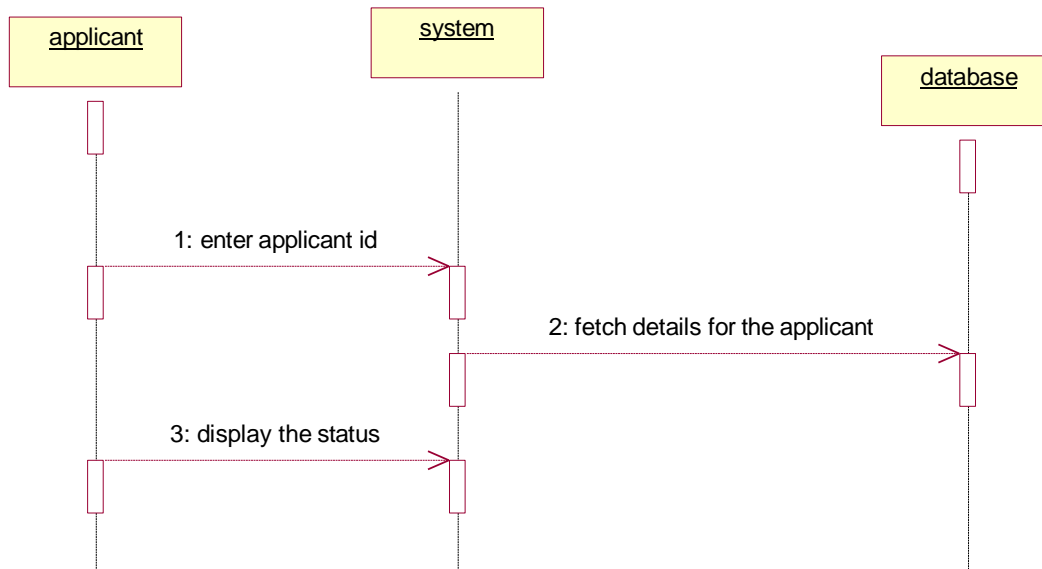 applicant
system
database
1: enter applicant id
2: fetch details for the applicant
3: display the status